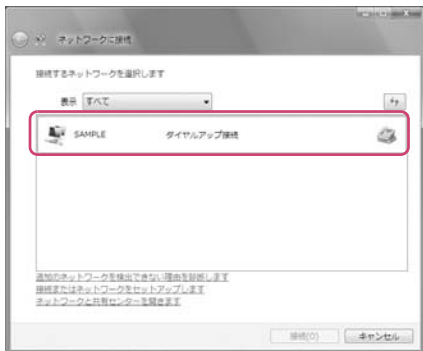 ネットワークに接続
接続するネットワークを選択します
表示 すべて
SAMPLE ダイヤルアップ接続
追加のネットワークを検出できない理由を診断します
接続またはネットワークをセットアップします
ネットワークと共有センターを開きます
接続(O) キャンセル